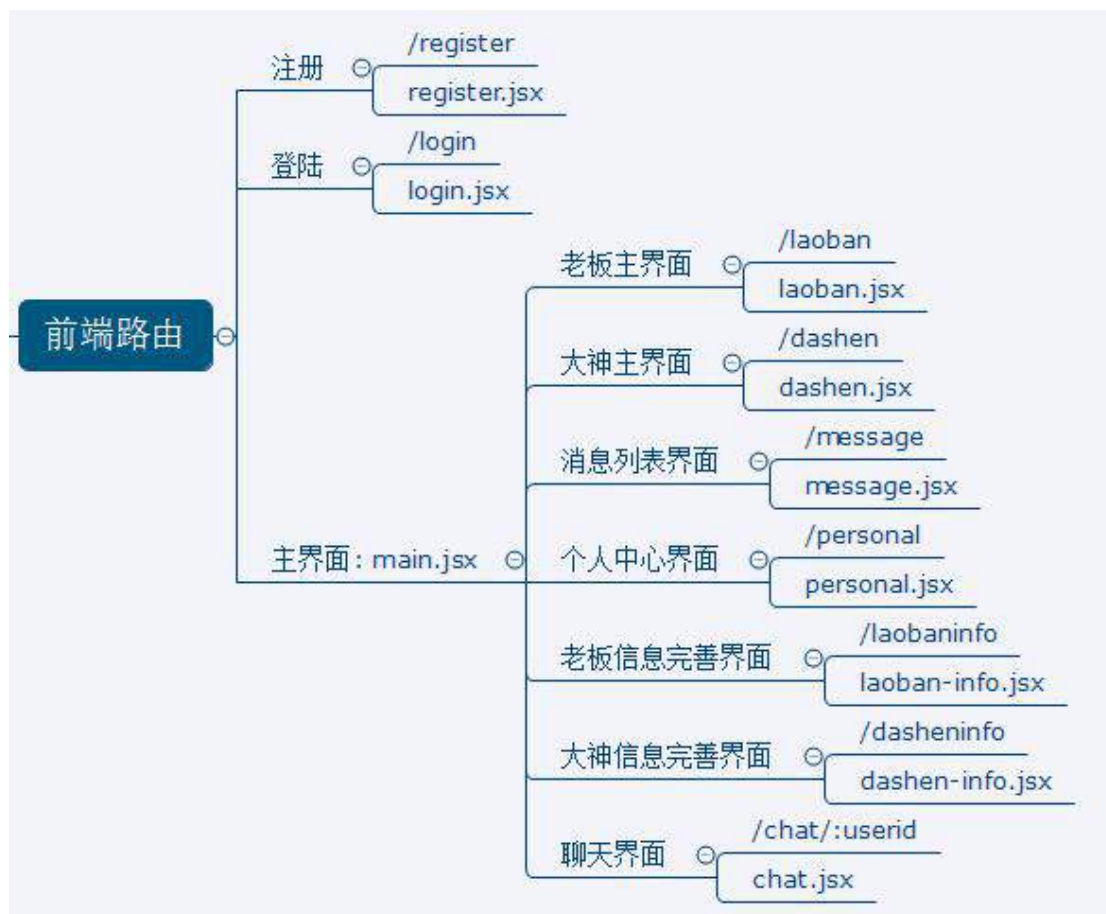 前端路由
注册
/register
register.jsx
登陆
/login
login.jsx
主界面：main.jsx
老板主界面
/laoban
laoban.jsx
大神主界面
/dashen
dashen.jsx
消息列表界面
/message
message.jsx
个人中心界面
/personal
personal.jsx
老板信息完善界面
/laobaninfo
laoban-info.jsx
大神信息完善界面
/dasheninfo
dashen-info.jsx
聊天界面
/chat/:userid
chat.jsx